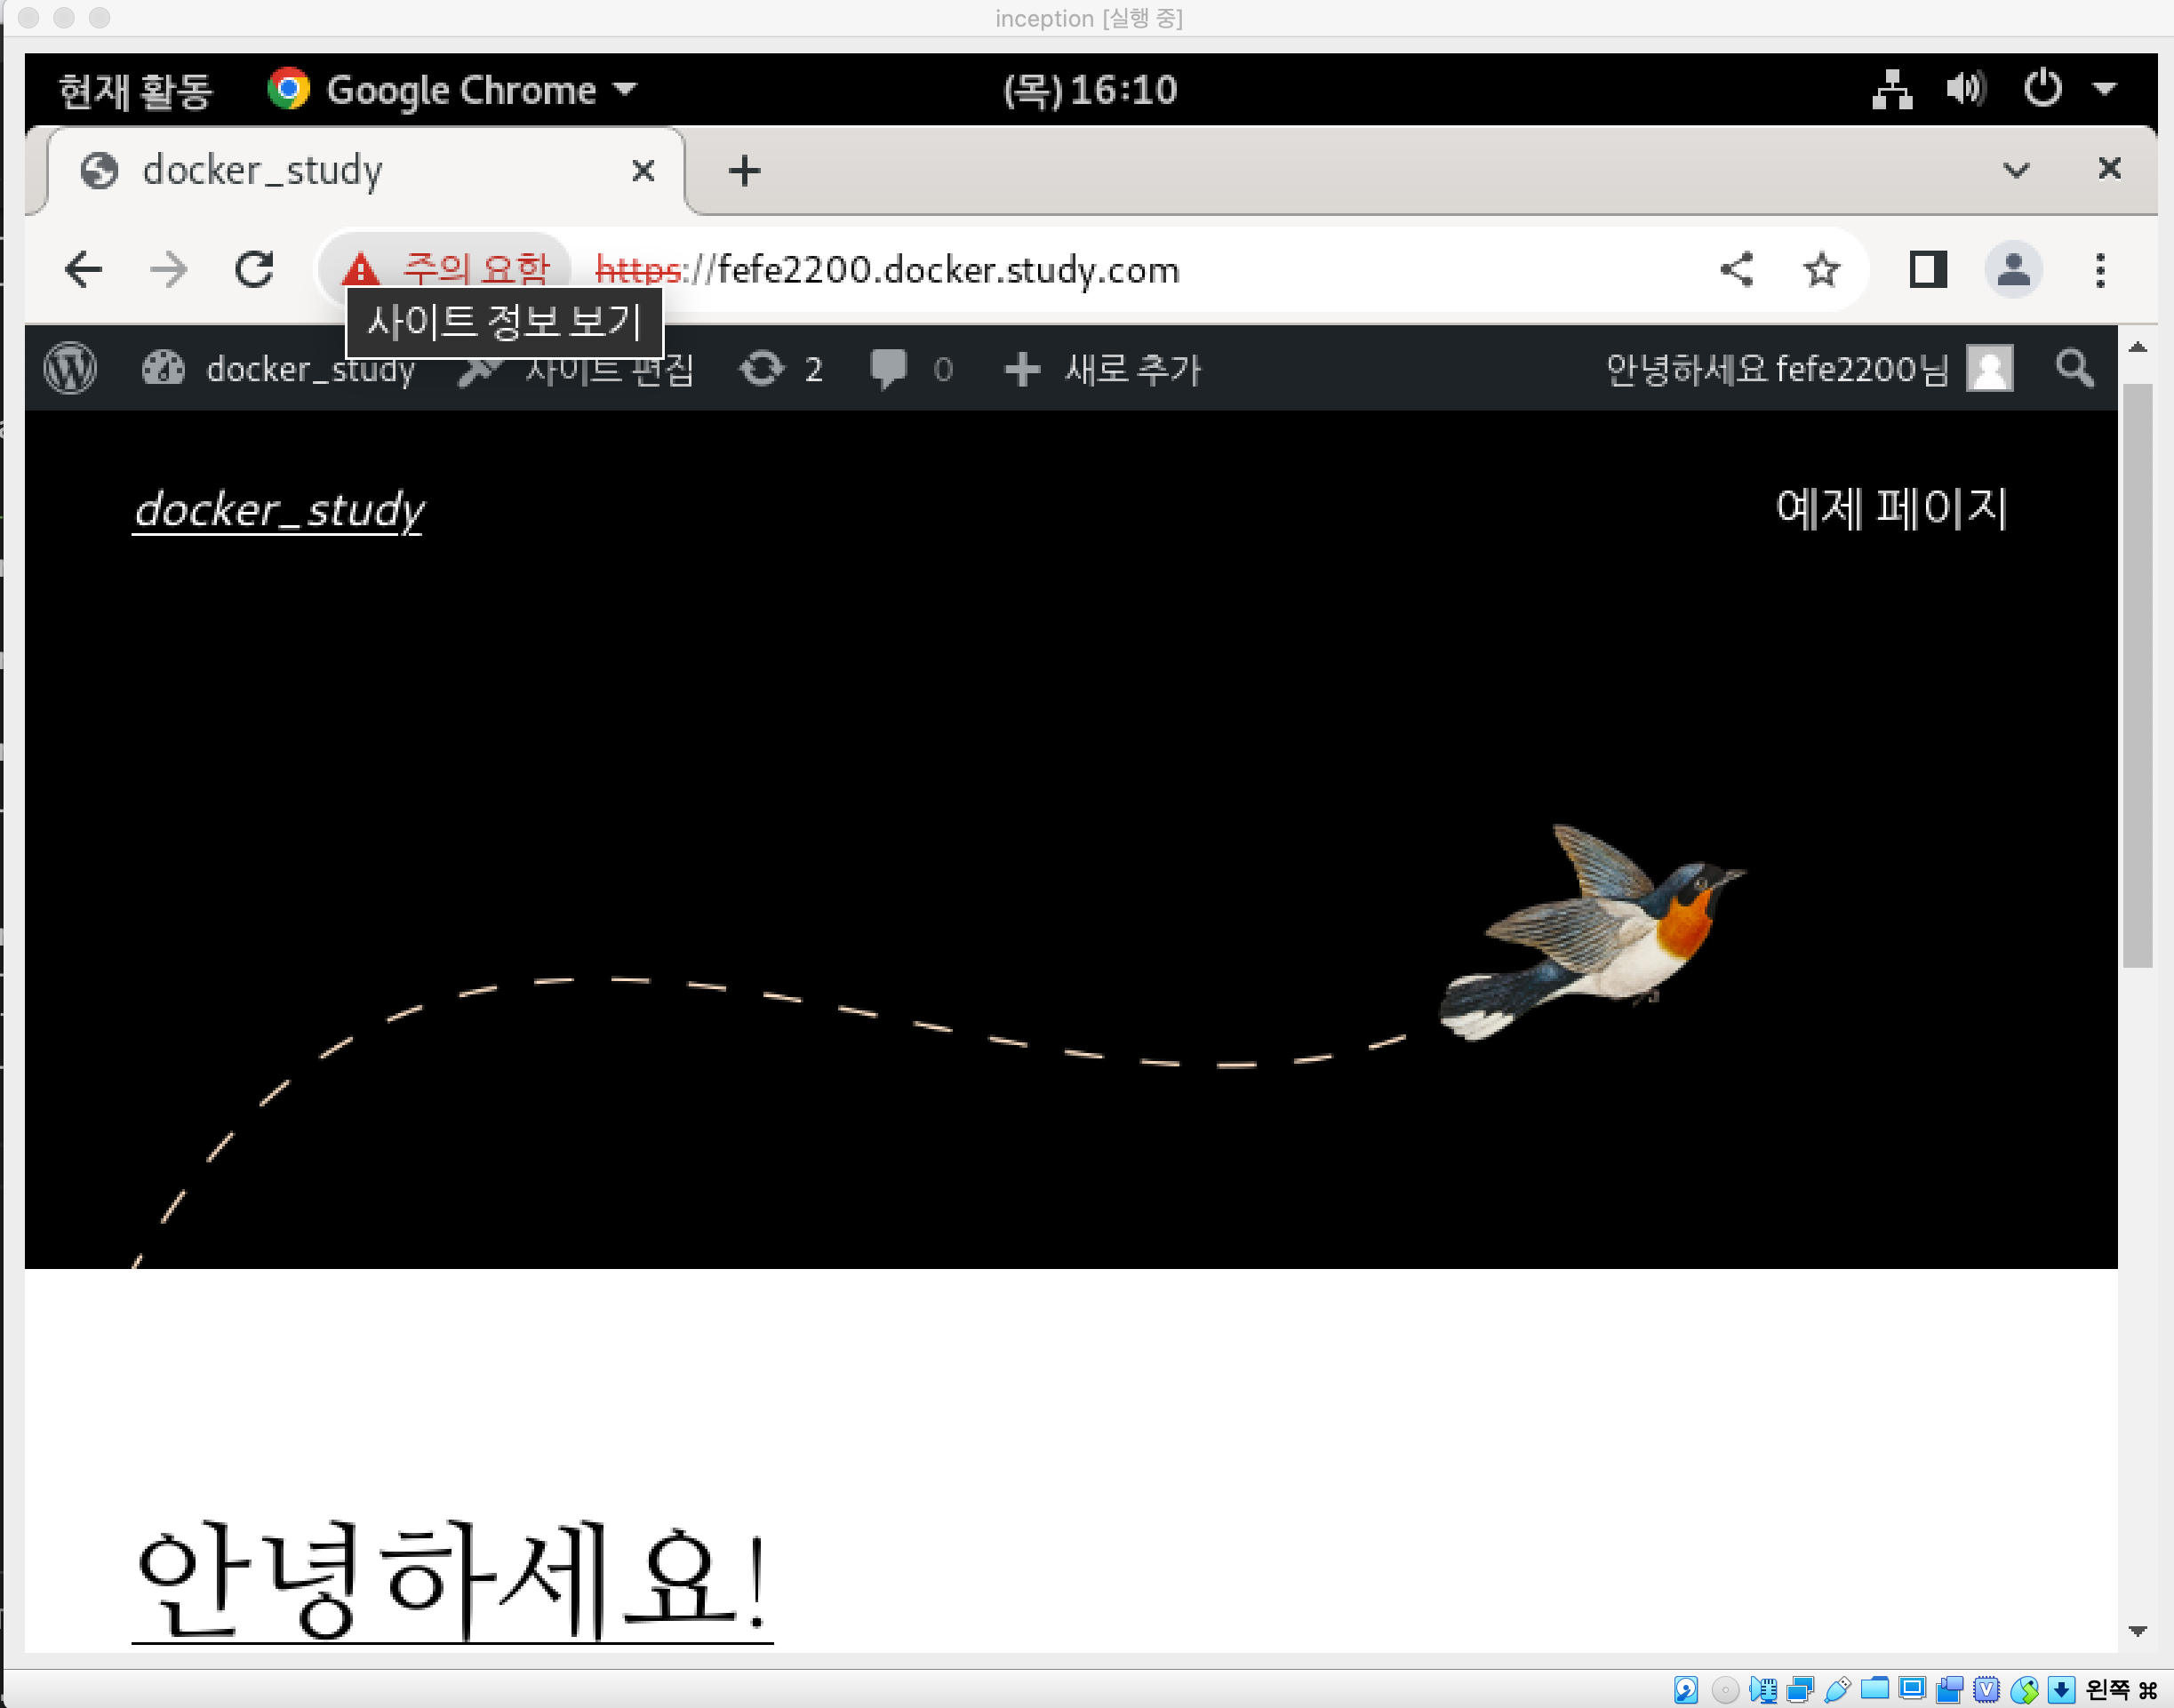 inception [실행 중]
현재 활동 Google Chrome (목) 16:10
docker_study
주의 요함 https://fefe2200.docker.study.com
사이트 정보 보기
docker_study 사이트 편집 2 0 새로 추가 안녕하세요 fefe2200님
docker_study 예제 페이지
안녕하세요!
왼쪽 ⌘